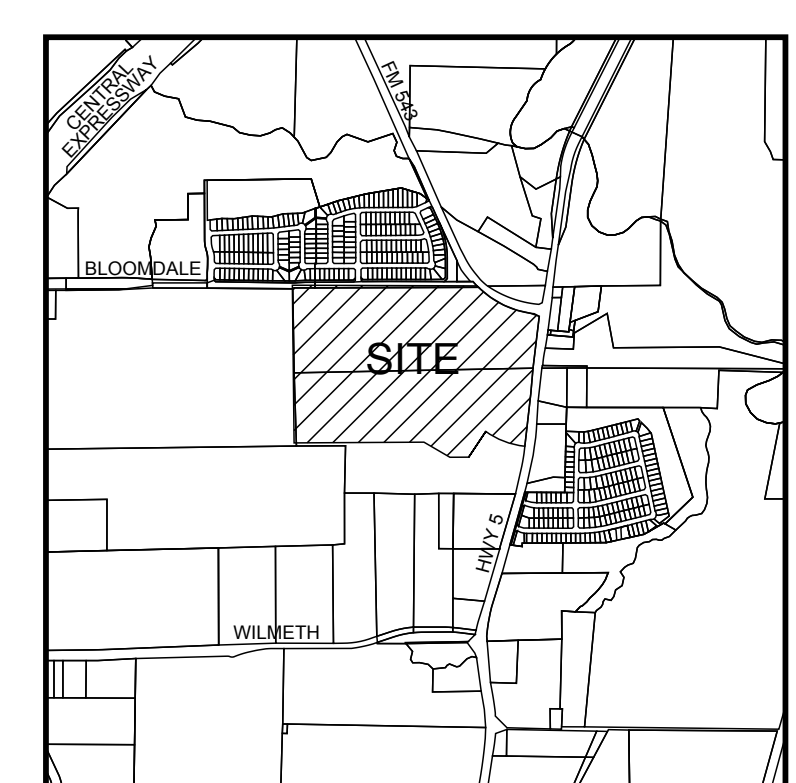 CENTRAL
EXPRESSWAY
FM 543
BLOOMDALE
SITE
HWY 5
WILMETH